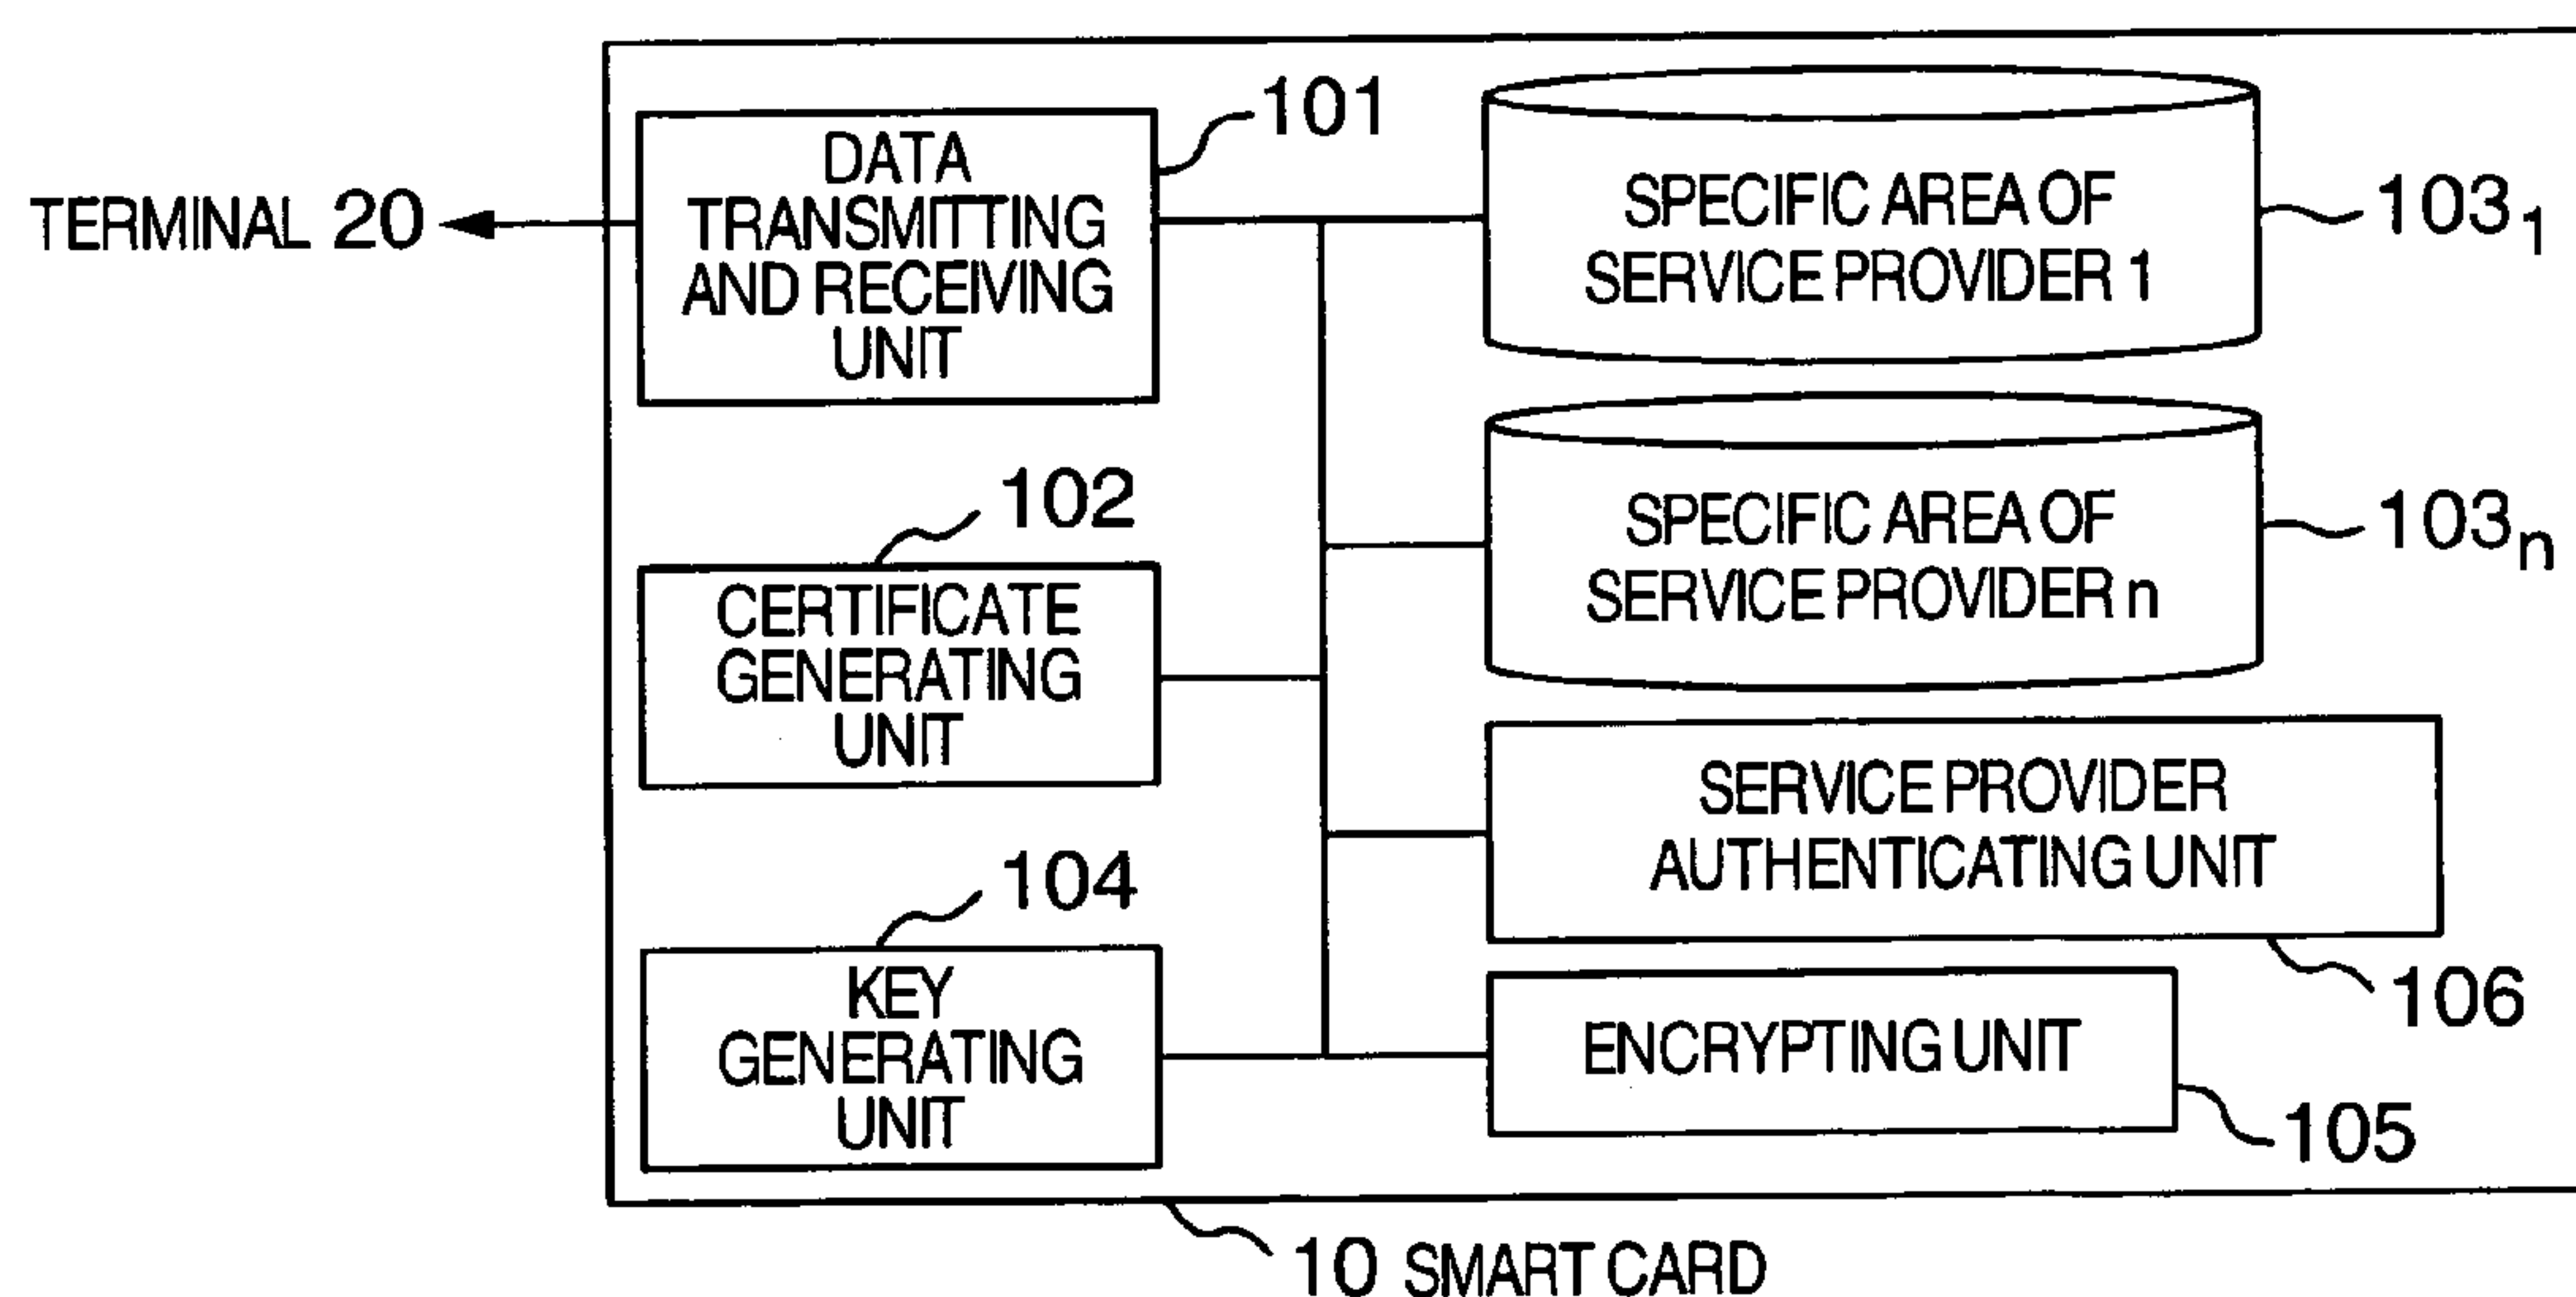 TERMINAL 20
DATA
TRANSMITTING
AND RECEIVING
UNIT
101
SPECIFIC AREA OF
SERVICE PROVIDER 1
103₁
102
CERTIFICATE
GENERATING
UNIT
SPECIFIC AREA OF
SERVICE PROVIDER n
103ₙ
SERVICE PROVIDER
AUTHENTICATING UNIT
106
104
KEY
GENERATING
UNIT
ENCRYPTING UNIT
105
10 SMART CARD